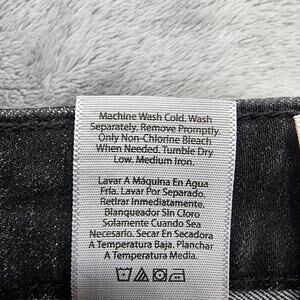 Machine Wash Cold. Wash
Separately. Remove Promptly.
Only Non-Chlorine Bleach
When Needed. Tumble Dry
Low. Medium Iron.
Lavar A Máquina En Agua
Fría. Lavar Por Separado.
Retirar Inmediatamente.
Blanqueador Sin Cloro
Solamente Cuando Sea
Necesario. Secar En Secadora
A Temperatura Baja. Planchar
A Temperatura Media.